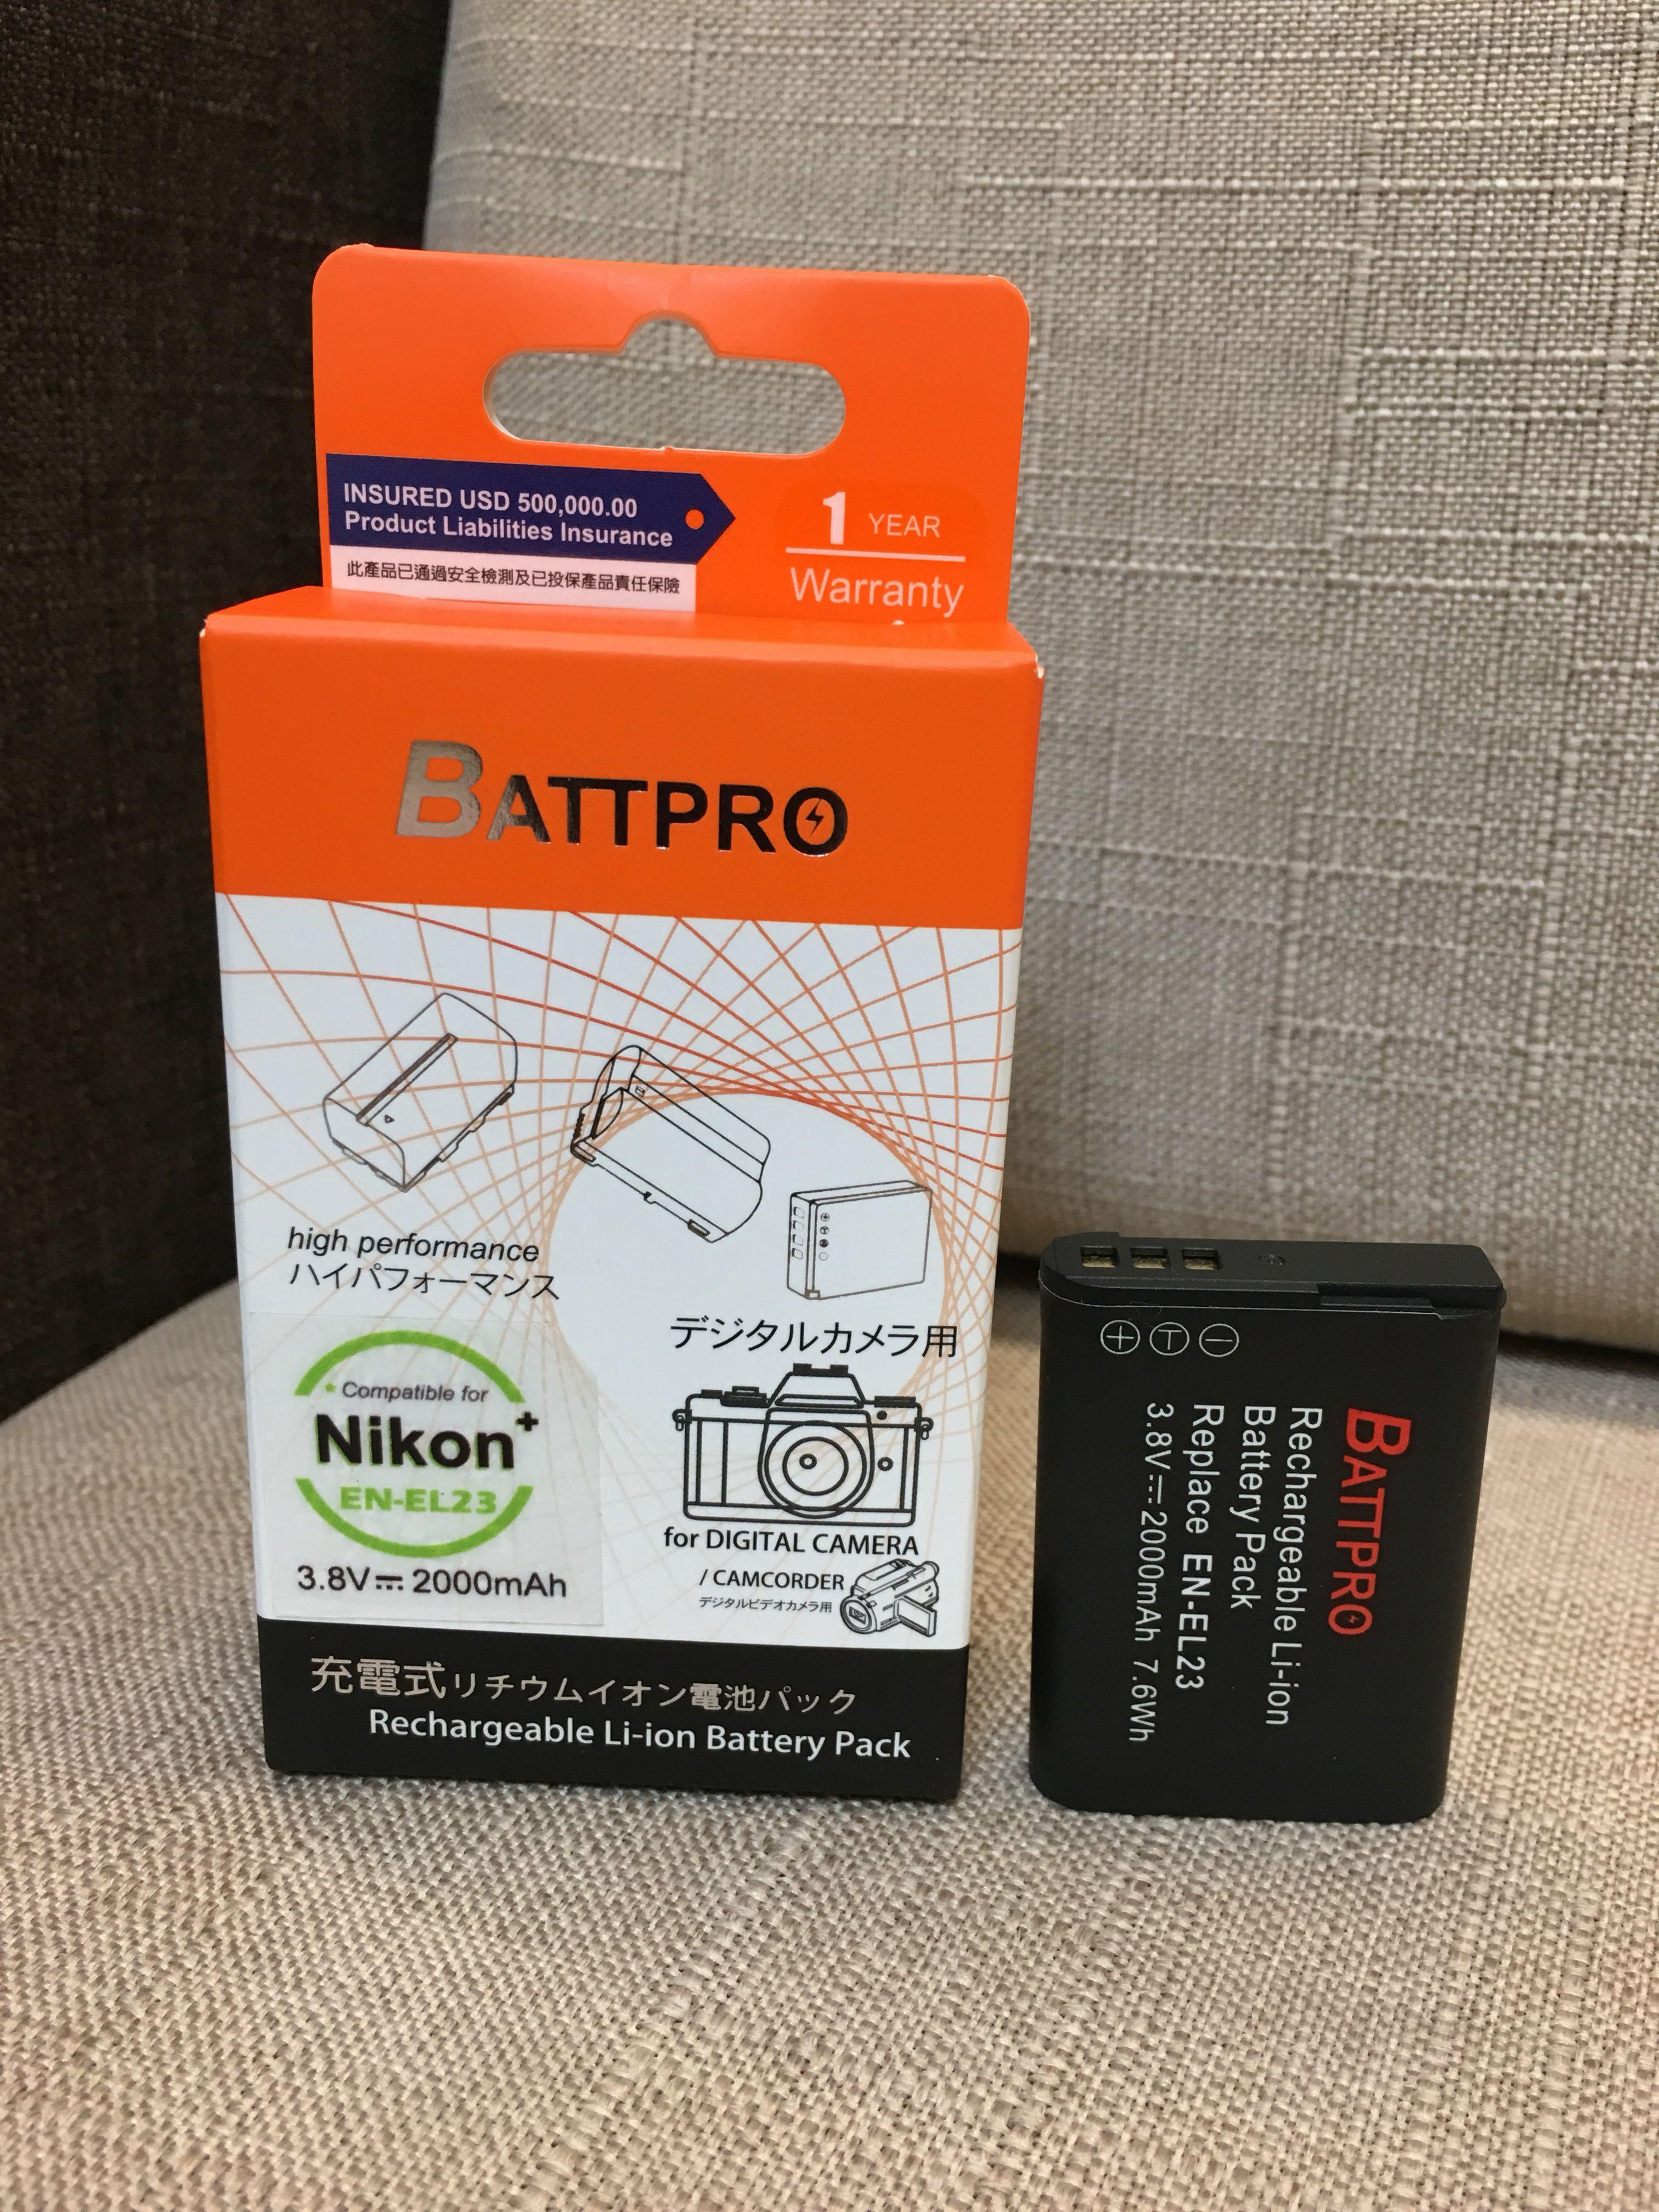 INSURED USD 500,000.00
Product Liabilities Insurance
此產品已通過安全檢測及已投保產品責任保險
1 YEAR
Warranty
BATTPRO
high performance
ハイパフォーマンス
デジタルカメラ用
Compatible for
Nikon+
EN-EL23
3.8V⎓2000mAh
for DIGITAL CAMERA
/ CAMCORDER
デジタルビデオカメラ用
充電式リチウムイオン電池パック
Rechargeable Li-ion Battery Pack
BATTPRO
Rechargeable Li-ion
Battery Pack
Replace EN-EL23
3.8V⎓2000mAh 7.6Wh
+ T −